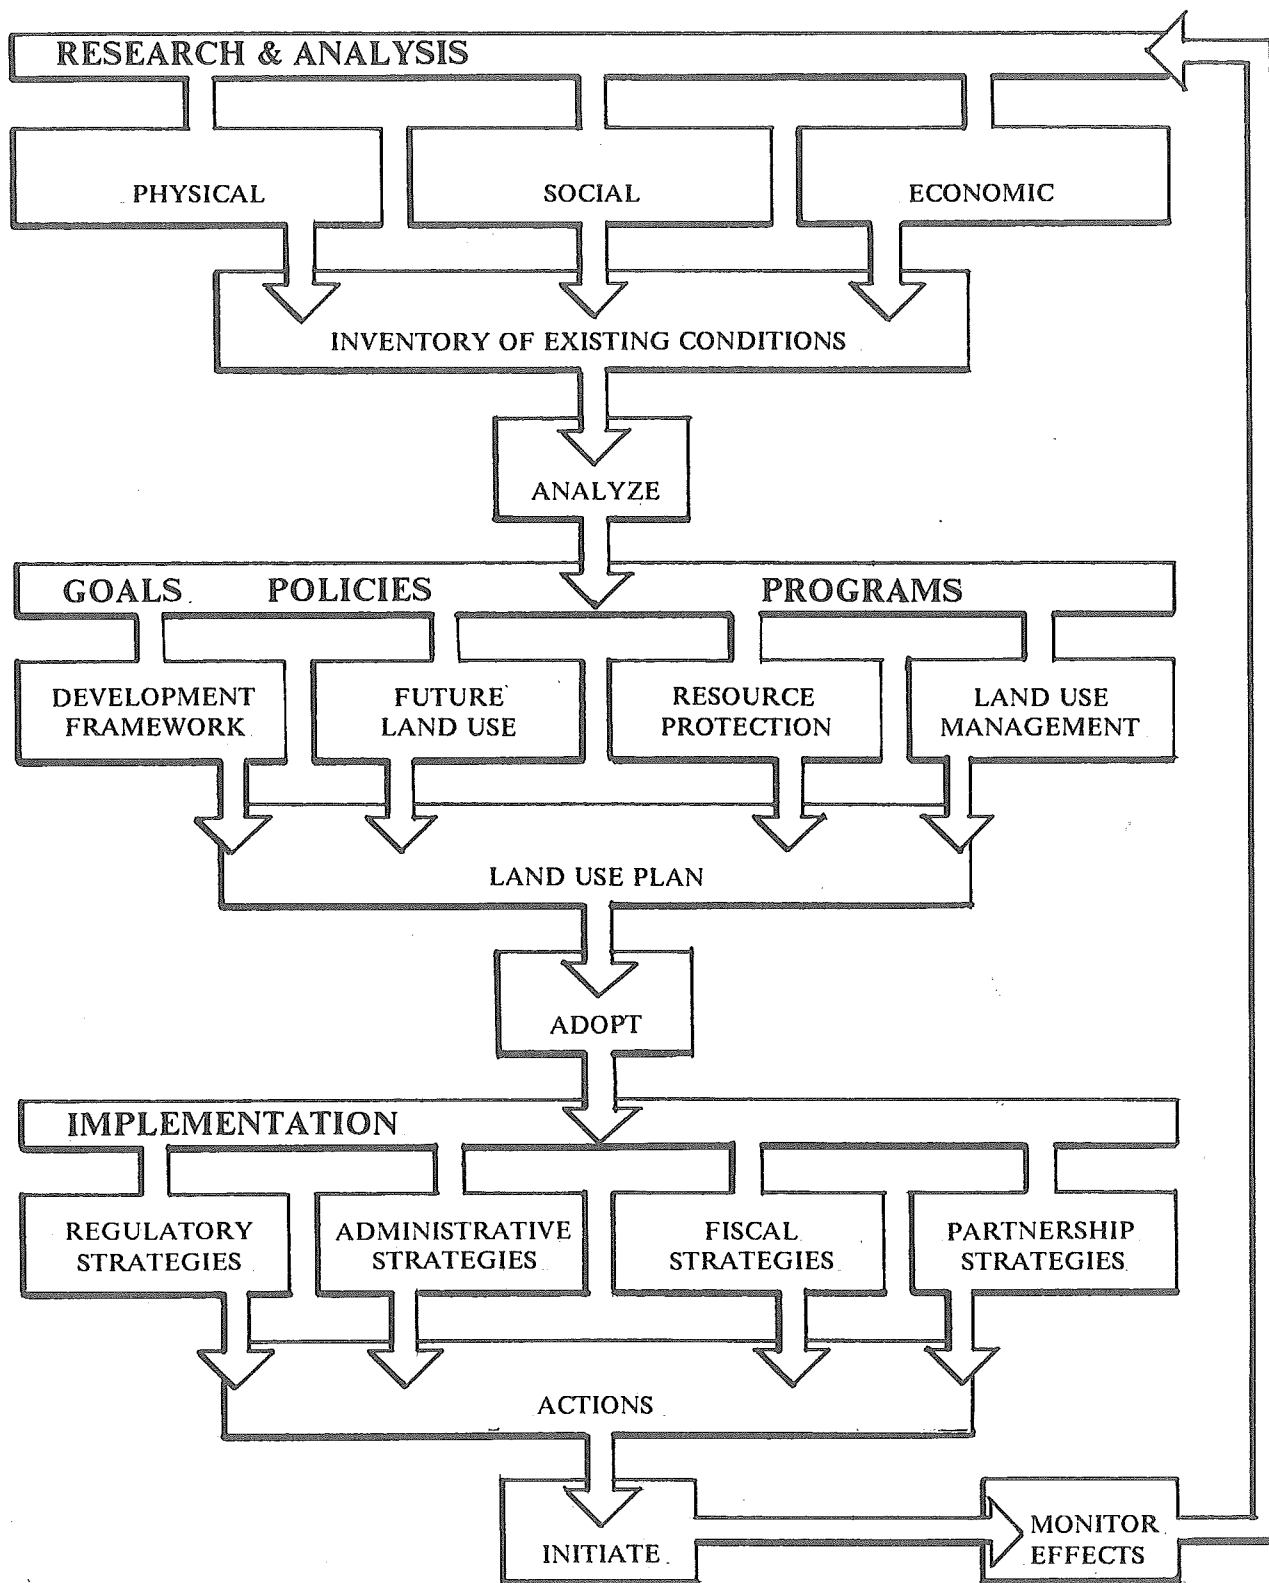 RESEARCH & ANALYSIS
PHYSICAL
SOCIAL
ECONOMIC
INVENTORY OF EXISTING CONDITIONS
ANALYZE
GOALS POLICIES PROGRAMS
DEVELOPMENT
FRAMEWORK
FUTURE
LAND USE
RESOURCE
PROTECTION
LAND USE
MANAGEMENT
LAND USE PLAN
ADOPT
IMPLEMENTATION
REGULATORY
STRATEGIES
ADMINISTRATIVE
STRATEGIES
FISCAL
STRATEGIES
PARTNERSHIP
STRATEGIES
ACTIONS
INITIATE
MONITOR
EFFECTS